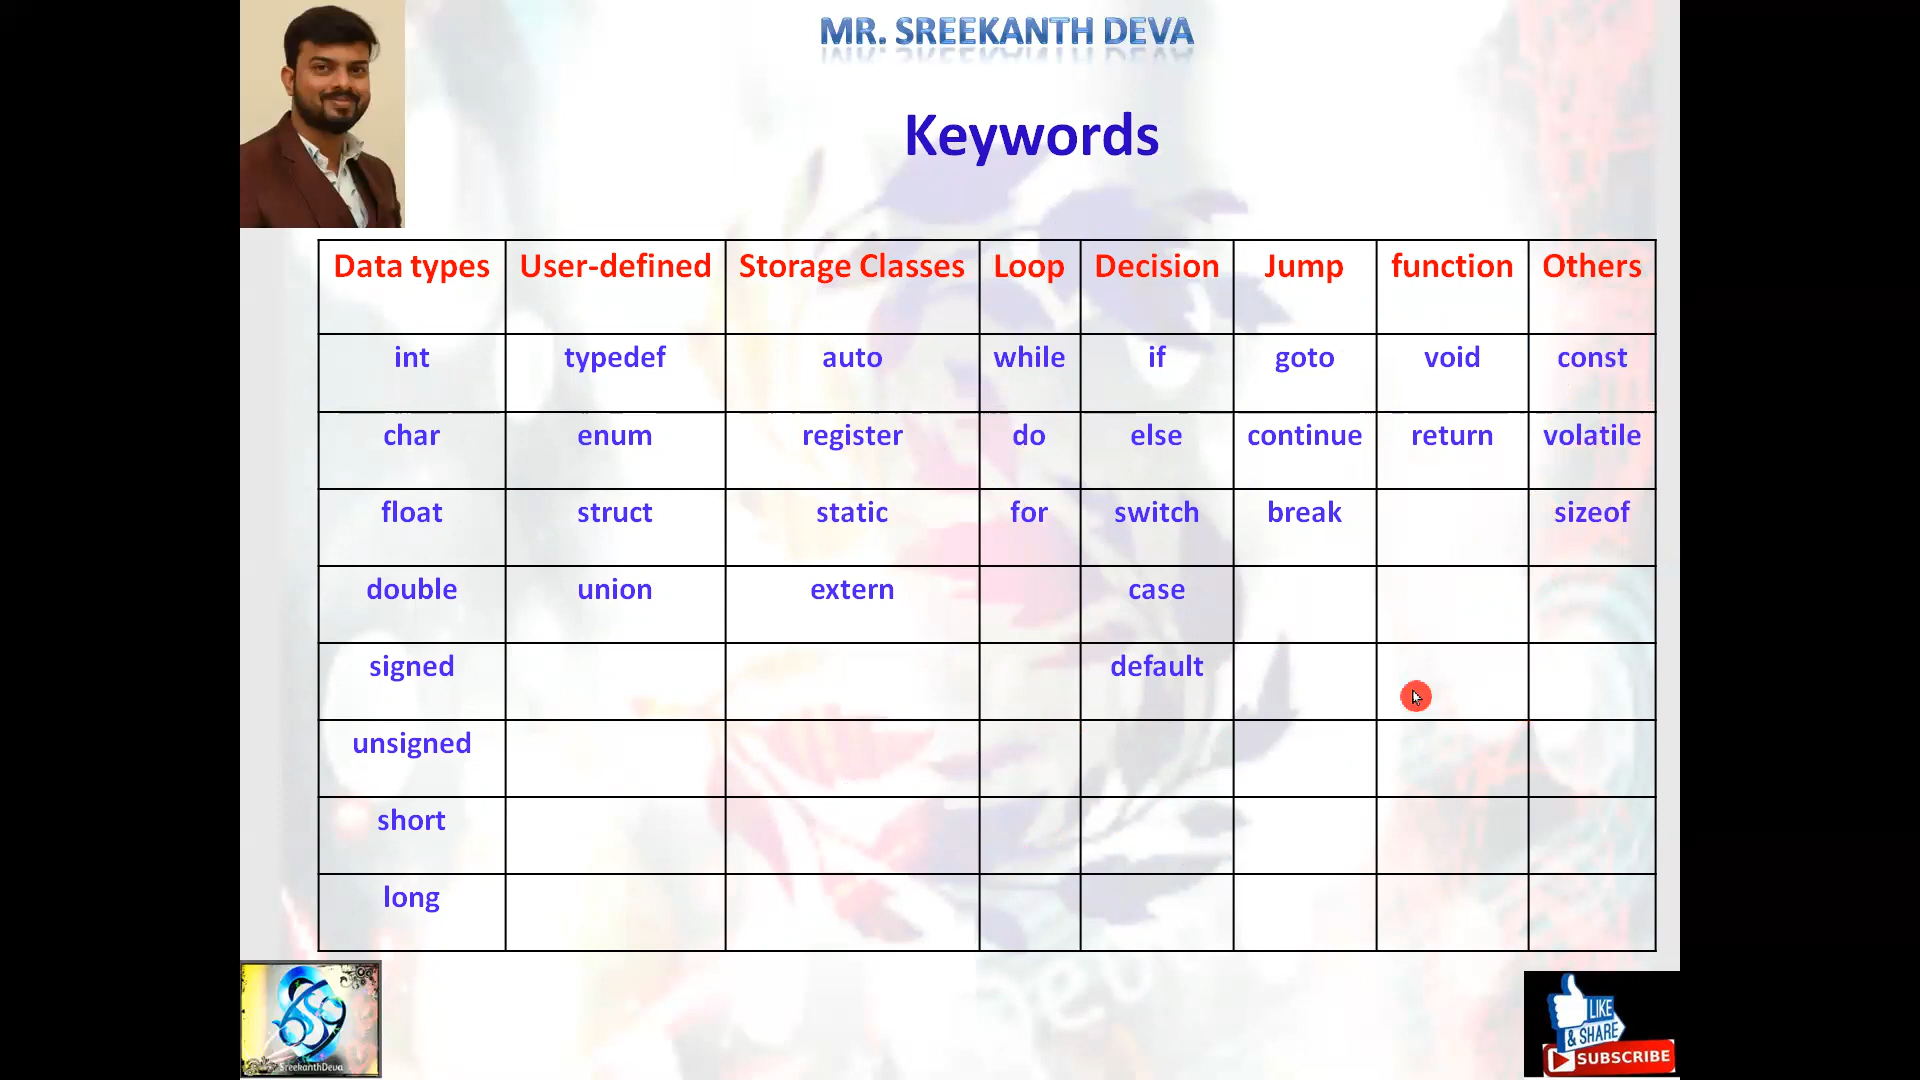 MR. SREEKANTH DEVA
Keywords
Data types User-defined Storage Classes Loop Decision Jump function Others
int typedef auto while if goto void const
char enum register do else continue return volatile
float struct static for switch break sizeof
double union extern case
signed default
unsigned
short
long
SreekanthDeva
LIKE
& SHARE
SUBSCRIBE